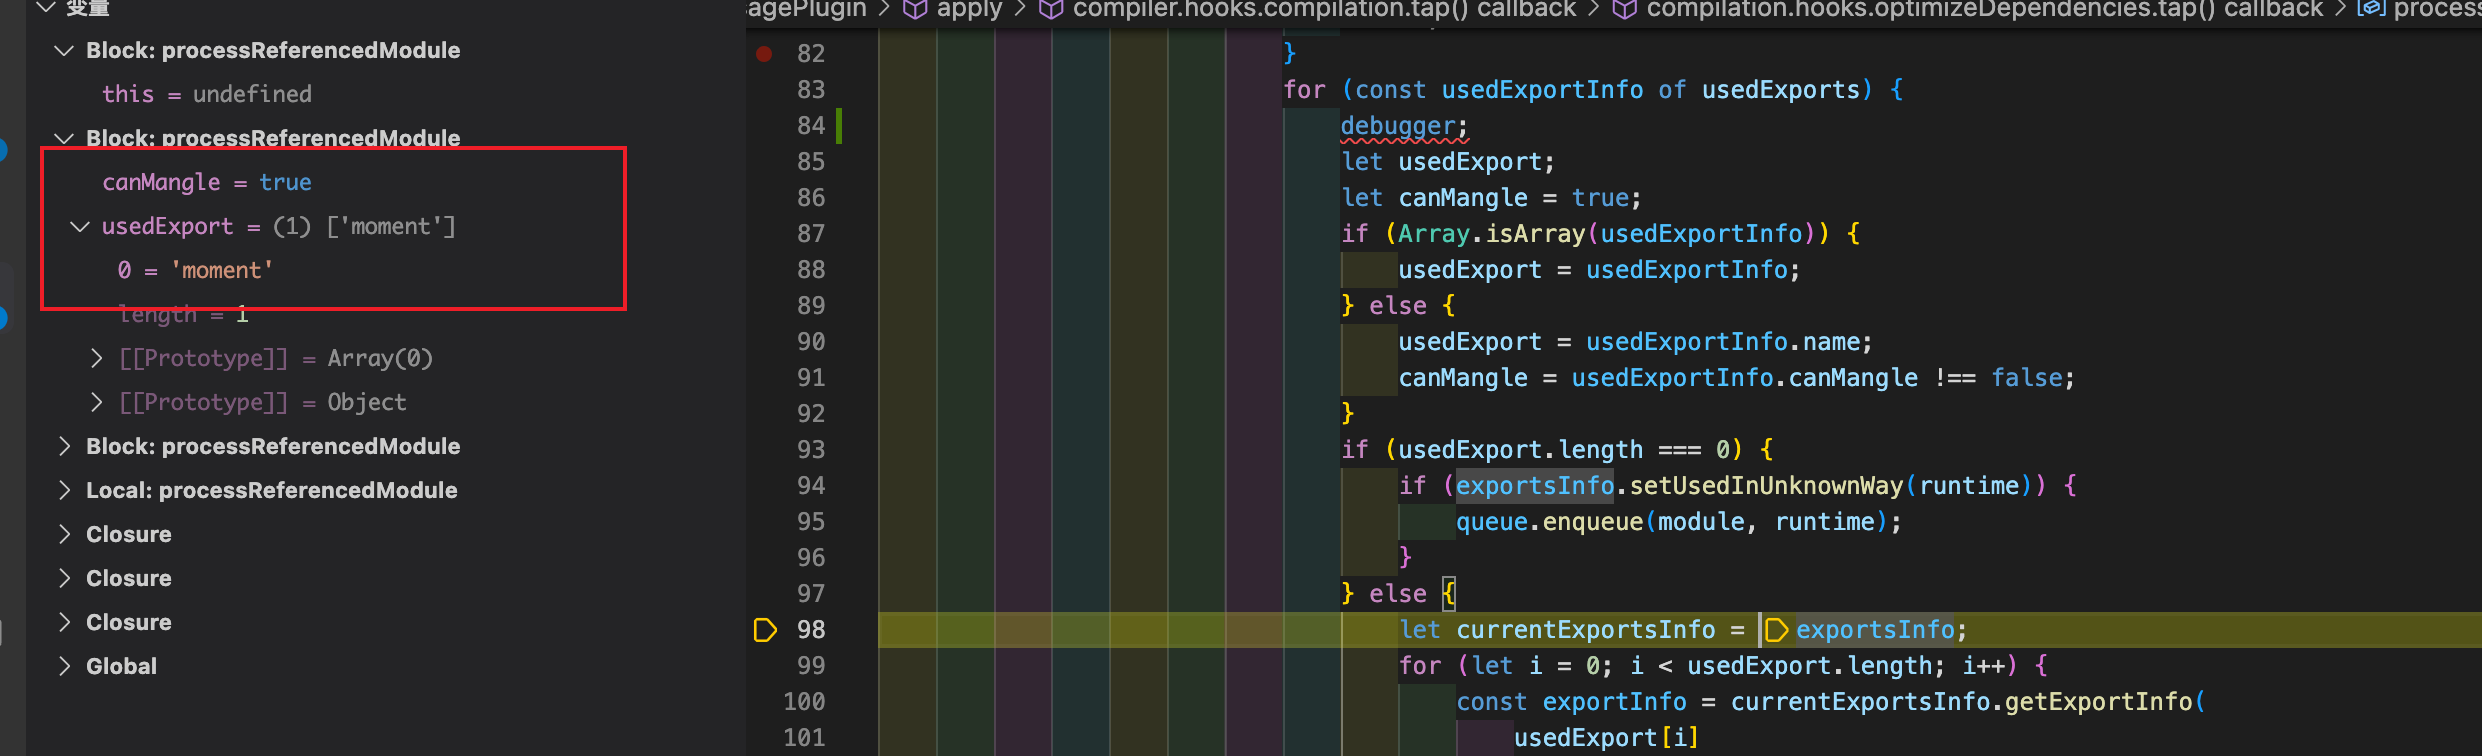 变量
Block: processReferencedModule
this = undefined
Block: processReferencedModule
canMangle = true
usedExport = (1) ['moment']
0 = 'moment'
length = 1
[[Prototype]] = Array(0)
[[Prototype]] = Object
Block: processReferencedModule
Local: processReferencedModule
Closure
Closure
Closure
Global
sagePlugin > apply > compiler.hooks.compilation.tap() callback > compilation.hooks.optimizeDependencies.tap() callback > process
82 }
83 for (const usedExportInfo of usedExports) {
84 debugger;
85 let usedExport;
86 let canMangle = true;
87 if (Array.isArray(usedExportInfo)) {
88 usedExport = usedExportInfo;
89 } else {
90 usedExport = usedExportInfo.name;
91 canMangle = usedExportInfo.canMangle !== false;
92 }
93 if (usedExport.length === 0) {
94 if (exportsInfo.setUsedInUnknownWay(runtime)) {
95 queue.enqueue(module, runtime);
96 }
97 } else {
98 let currentExportsInfo = exportsInfo;
99 for (let i = 0; i < usedExport.length; i++) {
100 const exportInfo = currentExportsInfo.getExportInfo(
101 usedExport[i]